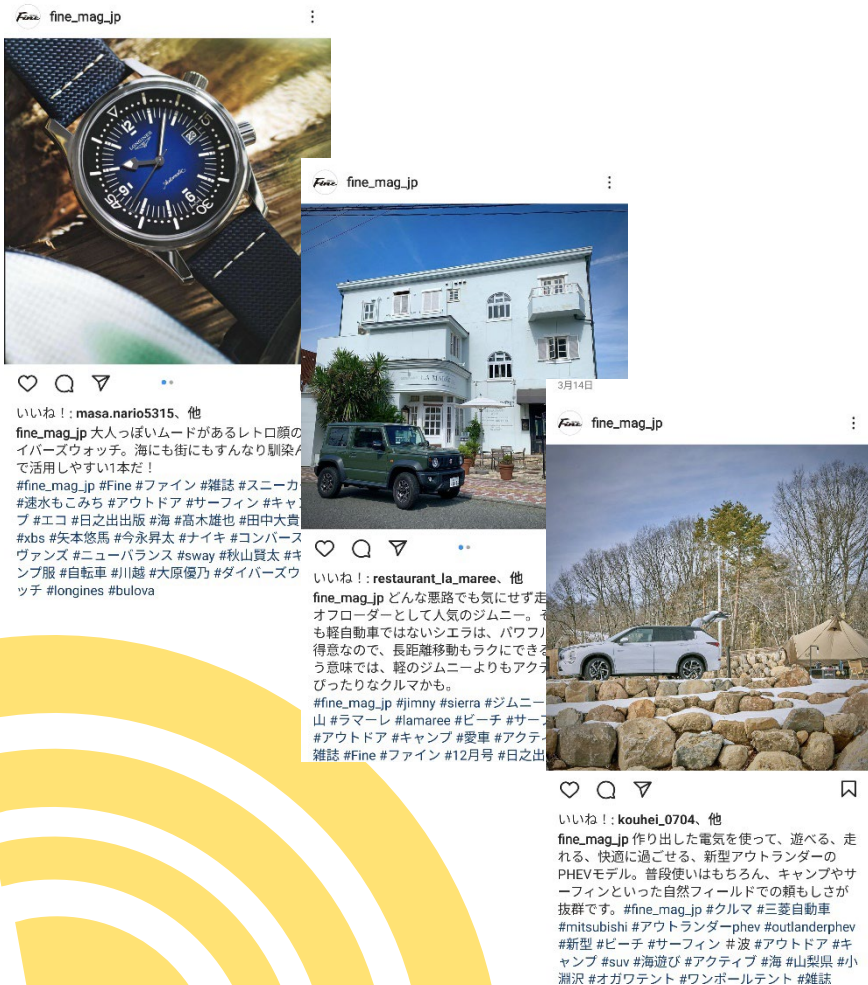 Fine fine_mag_jp
LONGINES
Automatic
12
15
30
45
23
いいね！: masa.nario5315、他
fine_mag_jp 大人っぽいムードがあるレトロ顔の
イバーズウォッチ。海にも街にもすんなり馴染ん
で活用しやすい1本だ！
#fine_mag_jp #Fine #ファイン #雑誌 #スニーカ
#速水もこみち #アウトドア #サーフィン #キャン
プ #エコ #日之出出版 #海 #髙木雄也 #田中大貴
#xbs #矢本悠馬 #今永昇太 #ナイキ #コンバース
ヴァンズ #ニューバランス #sway #秋山賢太 #キ
ンプ服 #自転車 #川越 #大原優乃 #ダイバーズウ
ッチ #longines #bulova
Fine fine_mag_jp
いいね！: restaurant_la_maree、他
fine_mag_jp どんな悪路でも気にせず走
オフローダーとして人気のジムニー。そ
も軽自動車ではないシエラは、パワフル
得意なので、長距離移動もラクにできる
う意味では、軽のジムニーよりもアクテ
ぴったりなクルマかも。
#fine_mag_jp #jimny #sierra #ジムニー
山 #ラマーレ #lamaree #ビーチ #サーフ
#アウトドア #キャンプ #愛車 #アクティ
雑誌 #Fine #ファイン #12月号 #日之出
3月14日
Fine fine_mag_jp
いいね！: kouhei_0704、他
fine_mag_jp 作り出した電気を使って、遊べる、走
れる、快適に過ごせる、新型アウトランダーの
PHEVモデル。普段使いはもちろん、キャンプやサ
ーフィンといった自然フィールドでの頼もしさが
抜群です。#fine_mag_jp #クルマ #三菱自動車
#mitsubishi #アウトランダーphev #outlanderphev
#新型 #ビーチ #サーフィン ＃波 #アウトドア #キ
ャンプ #suv #海遊び #アクティブ #海 #山梨県 #小
淵沢 #オガワテント #ワンポールテント #雑誌